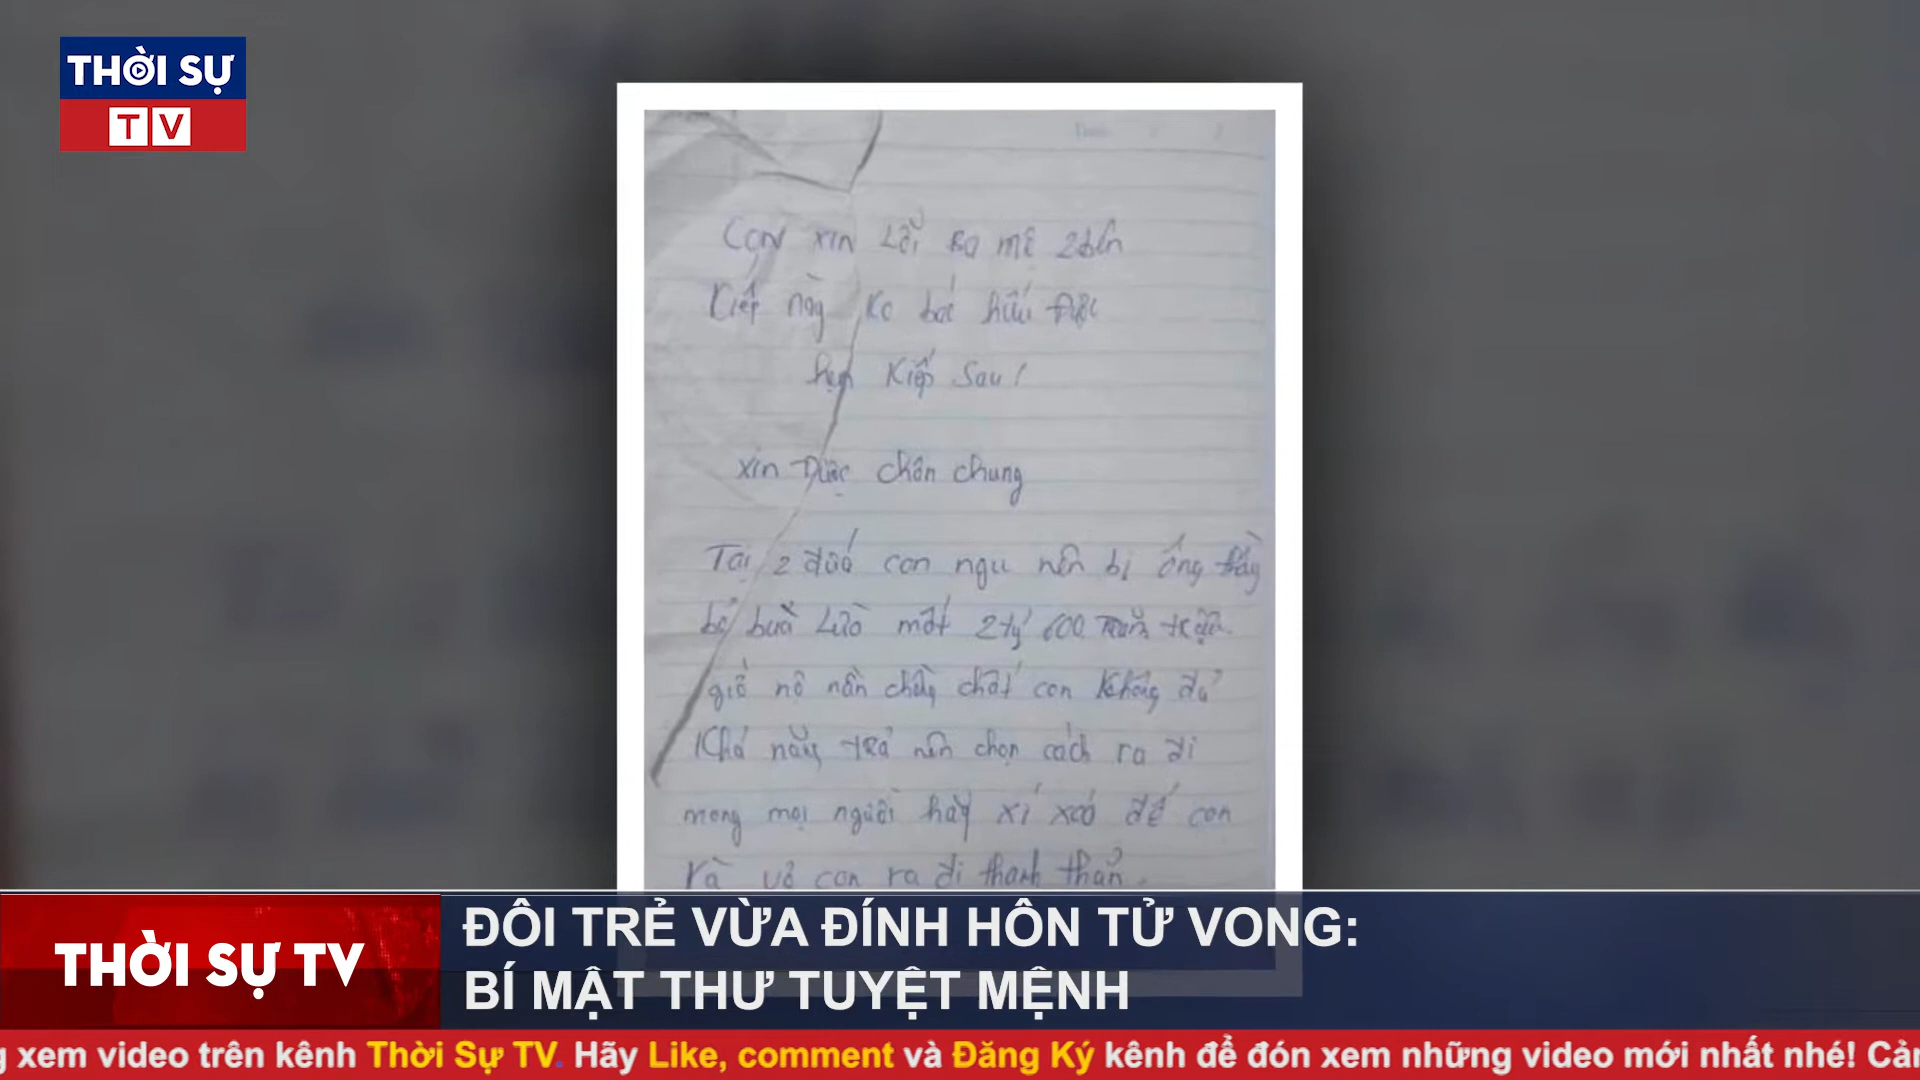 THỜI SỰ
TV
Con xin lỗi Ba mẹ 2 bên
Kiếp này Ko báo hiếu Được
hẹn Kiếp Sau!
xin Được chôn chung
Tại 2 đứa con ngu nên bị ông thầy
bỏ bùa Lừa mất 2 tỷ 600
giờ nợ nần chồng chất con Không đủ
Khả năng trả nên chọn cách ra đi
mong mọi người hãy xí xoá để con
và vợ con ra đi thanh thản.
THỜI SỰ TV
ĐÔI TRẺ VỪA ĐÍNH HÔN TỬ VONG:
BÍ MẬT THƯ TUYỆT MỆNH
g xem video trên kênh Thời Sự TV. Hãy Like, comment và Đăng Ký kênh để đón xem những video mới nhất nhé! Cảm